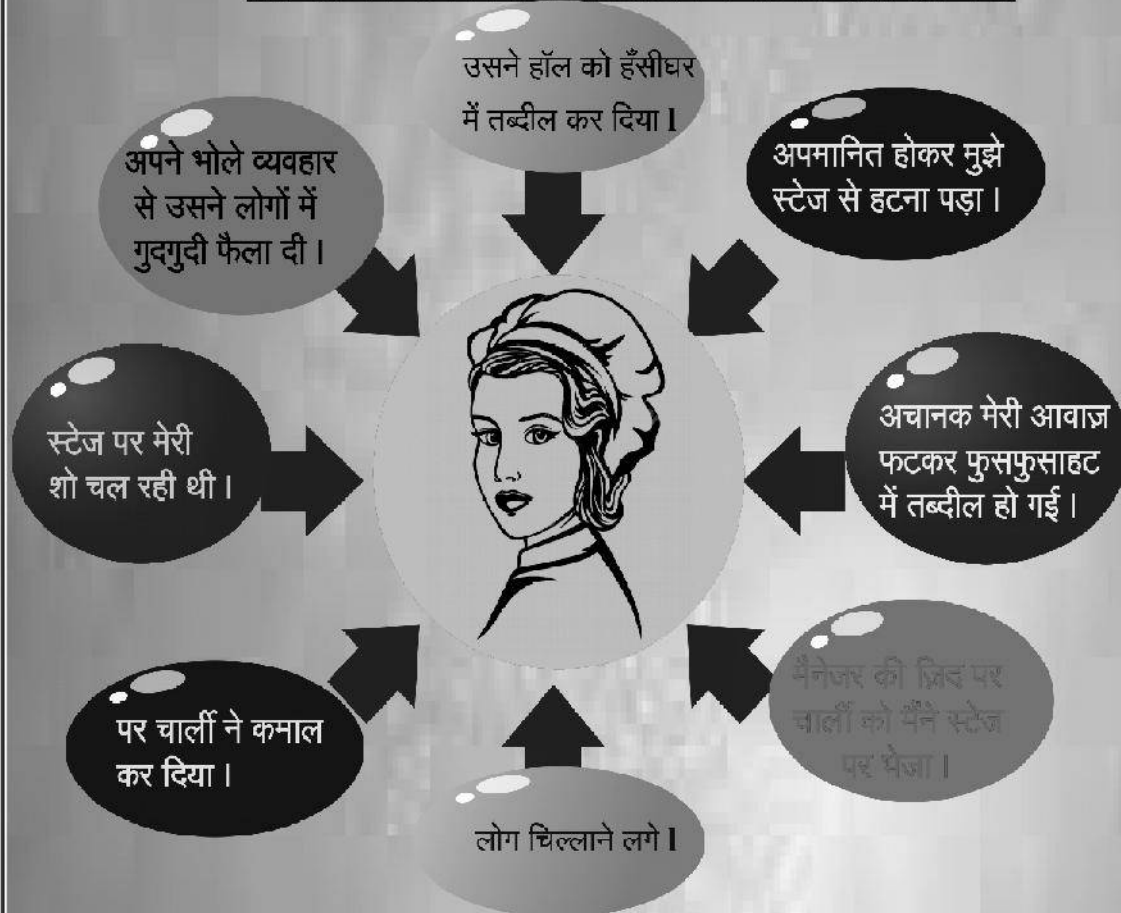 उसने हॉल को हँसीघर
में तब्दील कर दिया।
अपमानित होकर मुझे
स्टेज से हटना पड़ा।
अपने भोले व्यवहार
से उसने लोगों में
गुदगुदी फैला दी।
स्टेज पर मेरी
शो चल रही थी।
अचानक मेरी आवाज़
फटकर फुसफुसाहट
में तब्दील हो गई।
मैनेजर की ज़िद पर
चार्ली को मैंने स्टेज
पर भेजा।
पर चार्ली ने कमाल
कर दिया।
लोग चिल्लाने लगे।